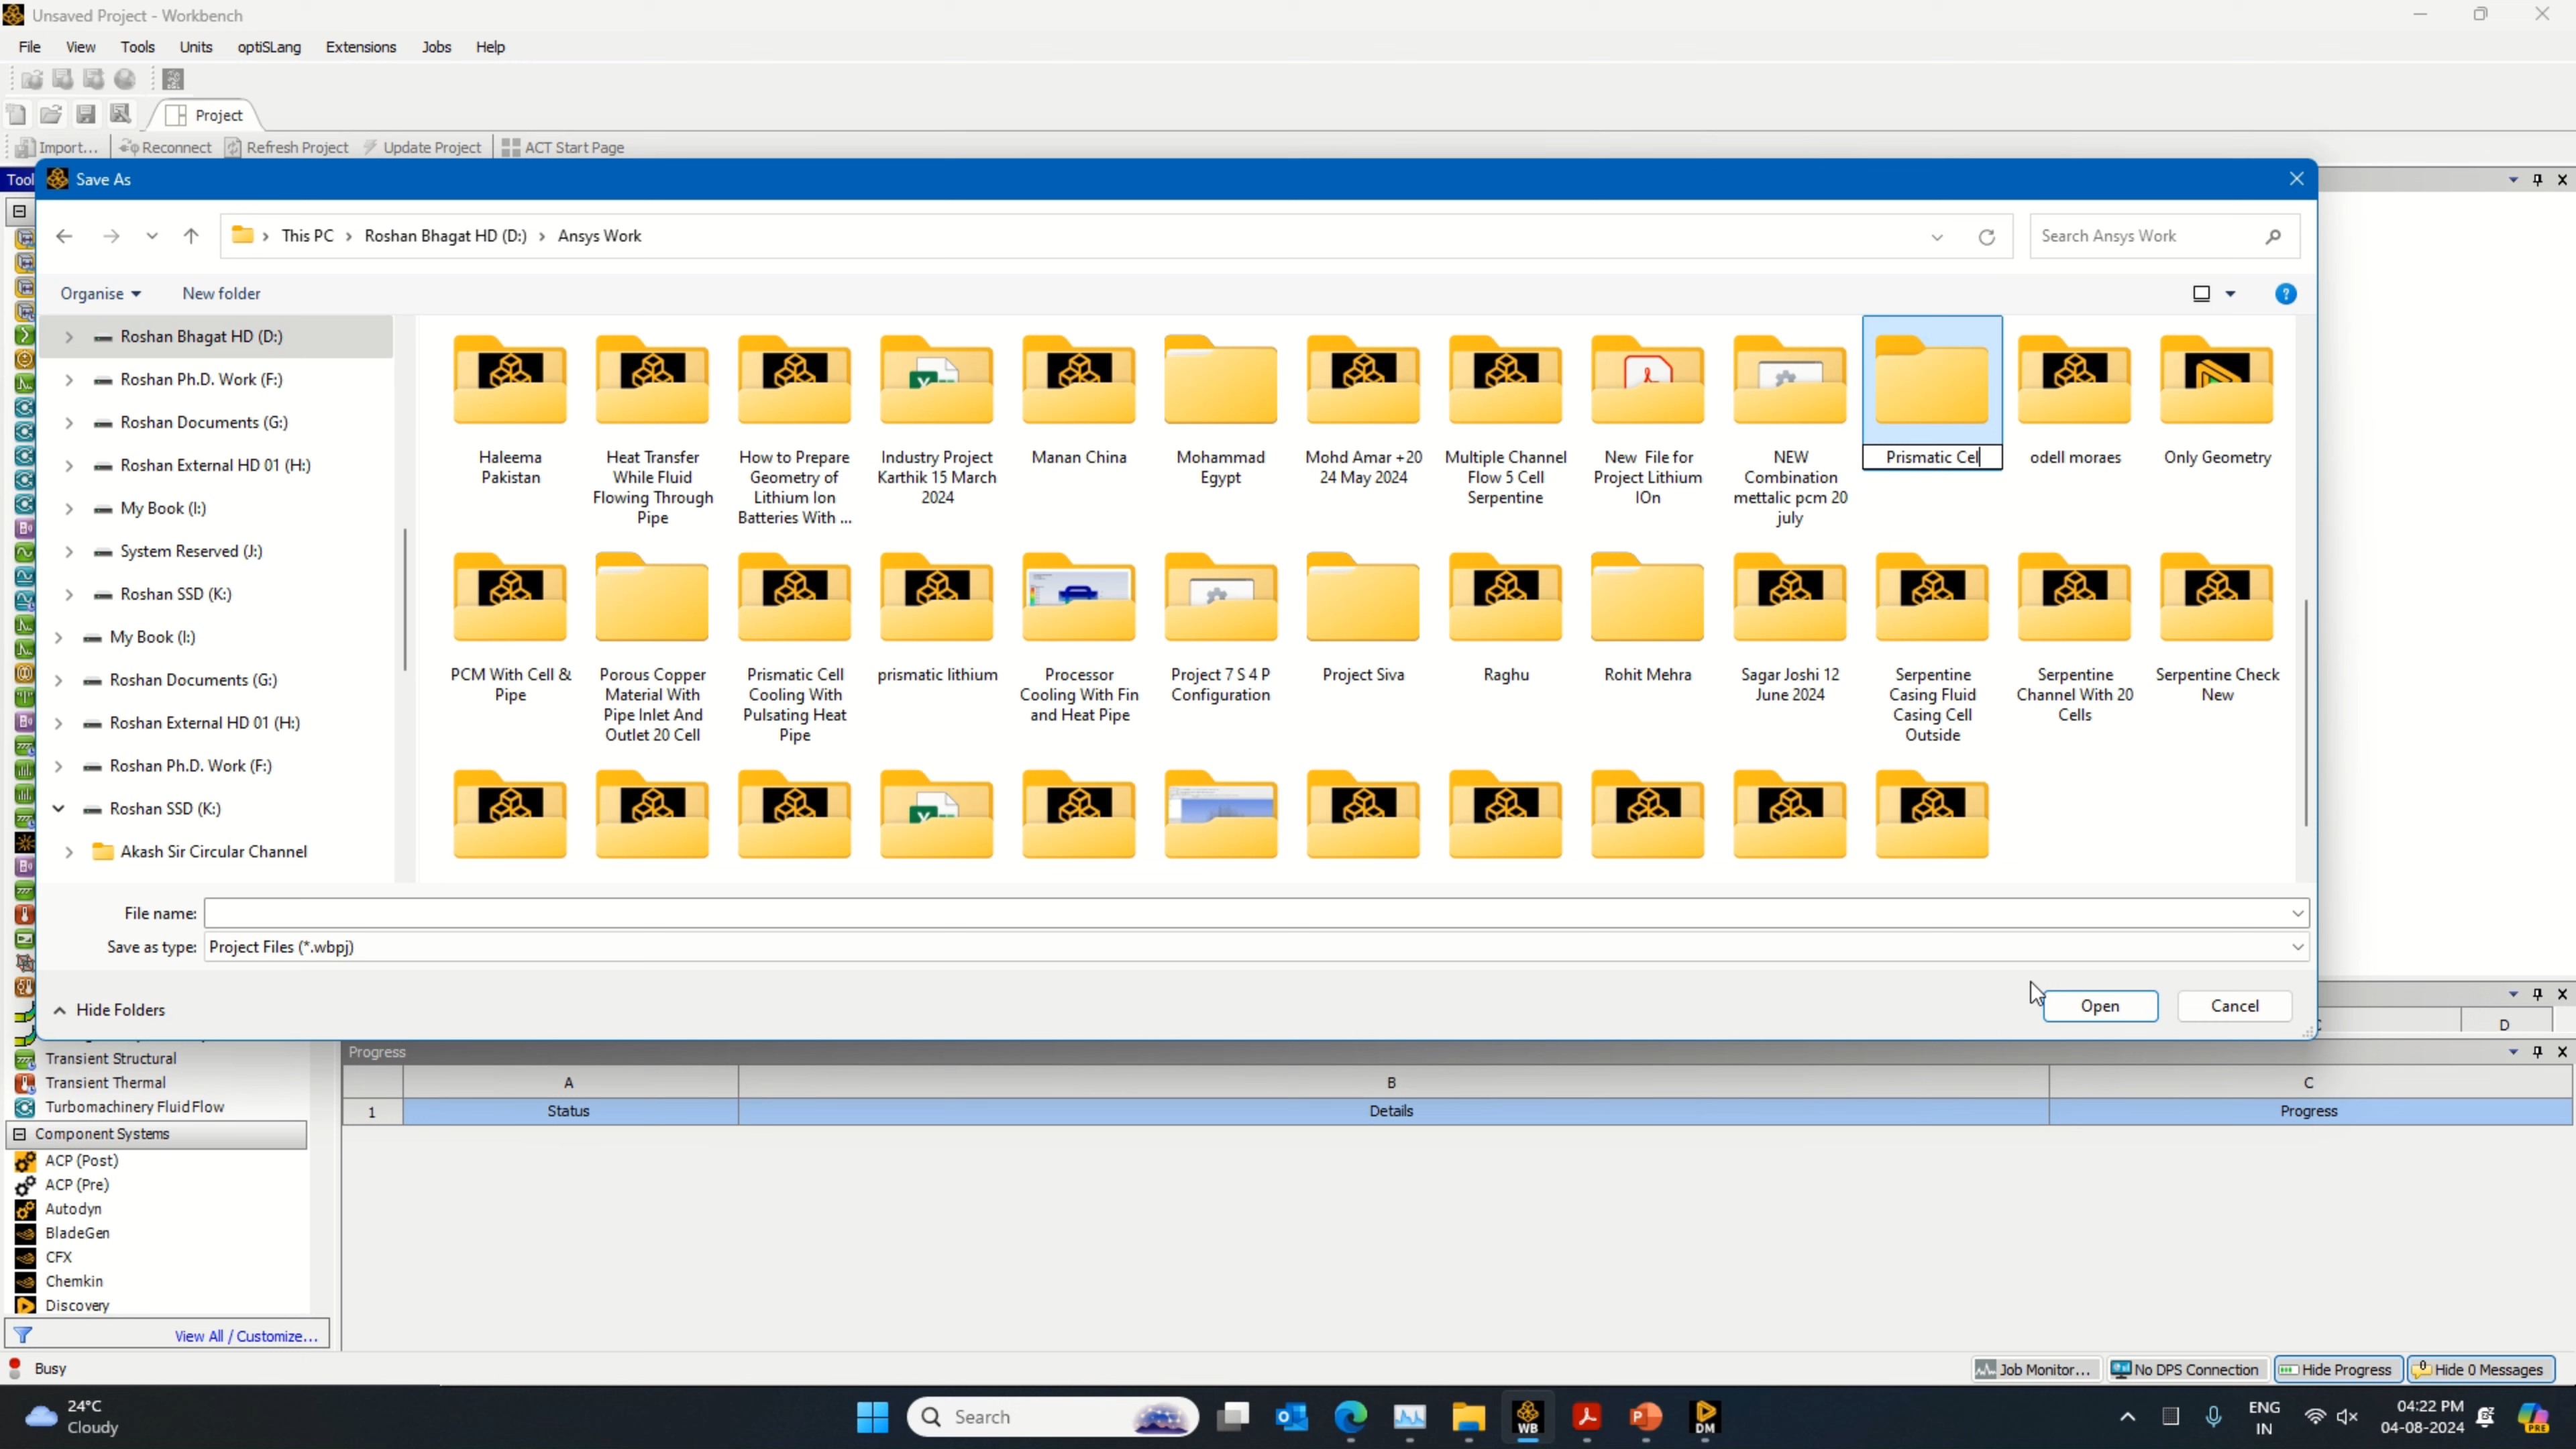 Unsaved Project - Workbench
File View Tools Units optiSLang Extensions Jobs Help
Project
Import... Reconnect Refresh Project Update Project ACT Start Page
Tool
Save As
This PC > Roshan Bhagat HD (D:) > Ansys Work
Search Ansys Work
Organise New folder
Roshan Bhagat HD (D:)
Roshan Ph.D. Work (F:)
Roshan Documents (G:)
Roshan External HD 01 (H:)
My Book (I:)
System Reserved (J:)
Roshan SSD (K:)
My Book (I:)
Roshan Documents (G:)
Roshan External HD 01 (H:)
Roshan Ph.D. Work (F:)
Roshan SSD (K:)
Akash Sir Circular Channel
Haleema
Pakistan
Heat Transfer
While Fluid
Flowing Through
Pipe
How to Prepare
Geometry of
Lithium Ion
Batteries With ...
Industry Project
Karthik 15 March
2024
Manan China
Mohammad
Egypt
Mohd Amar +20
24 May 2024
Multiple Channel
Flow 5 Cell
Serpentine
New File for
Project Lithium
IOn
NEW
Combination
mettalic pcm 20
july
Prismatic Cel
odell moraes
Only Geometry
PCM With Cell &
Pipe
Porous Copper
Material With
Pipe Inlet And
Outlet 20 Cell
Prismatic Cell
Cooling With
Pulsating Heat
Pipe
prismatic lithium
Processor
Cooling With Fin
and Heat Pipe
Project 7 S 4 P
Configuration
Project Siva
Raghu
Rohit Mehra
Sagar Joshi 12
June 2024
Serpentine
Casing Fluid
Casing Cell
Outside
Serpentine
Channel With 20
Cells
Serpentine Check
New
File name:
Save as type: Project Files (*.wbpj)
Hide Folders
Open Cancel
D
Transient Structural
Transient Thermal
Turbomachinery Fluid Flow
Component Systems
ACP (Post)
ACP (Pre)
Autodyn
BladeGen
CFX
Chemkin
Discovery
View All / Customize...
Progress
A B C
1 Status Details Progress
Busy
Job Monitor... No DPS Connection Hide Progress Hide 0 Messages
24°C
Cloudy
Search
WB
DM
ENG
IN
04:22 PM
04-08-2024
PRE